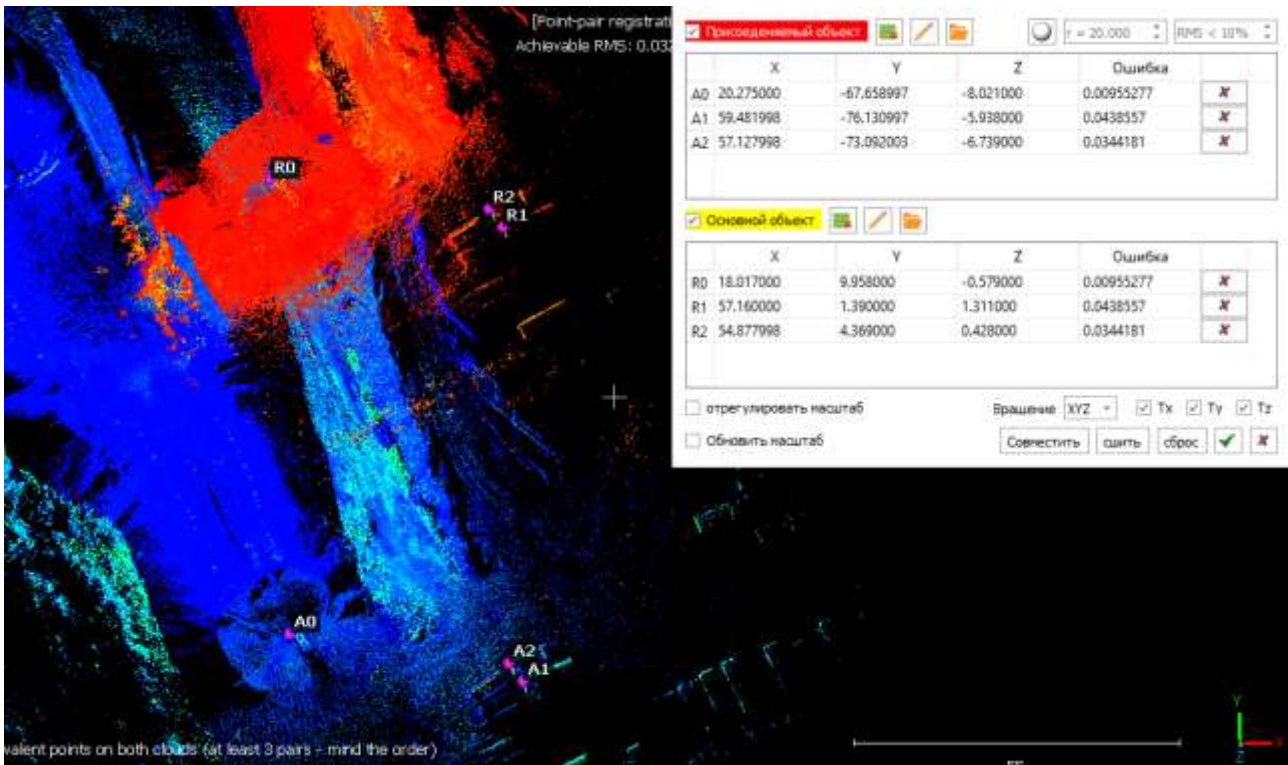 [Point-pair registrati
Achievable RMS: 0.032
Присоеденяемый объект
r = 20.000
RMS < 10%
X Y Z Ошибка
A0 20.275000 -67.658997 -8.021000 0.00955277
A1 59.481998 -76.130997 -5.938000 0.0438557
A2 57.127998 -73.092003 -6.739000 0.0344181
Основной объект
X Y Z Ошибка
R0 18.017000 9.958000 -0.579000 0.00955277
R1 57.160000 1.390000 1.311000 0.0438557
R2 54.877998 4.369000 0.428000 0.0344181
отрегулировать масштаб
Вращение XYZ Tx Ty Tz
Обновить масштаб
Совместить сшить сброс
R0
R2
R1
A0
A2
A1
valent points on both clouds (at least 3 pairs - mind the order)
Y
X
Z